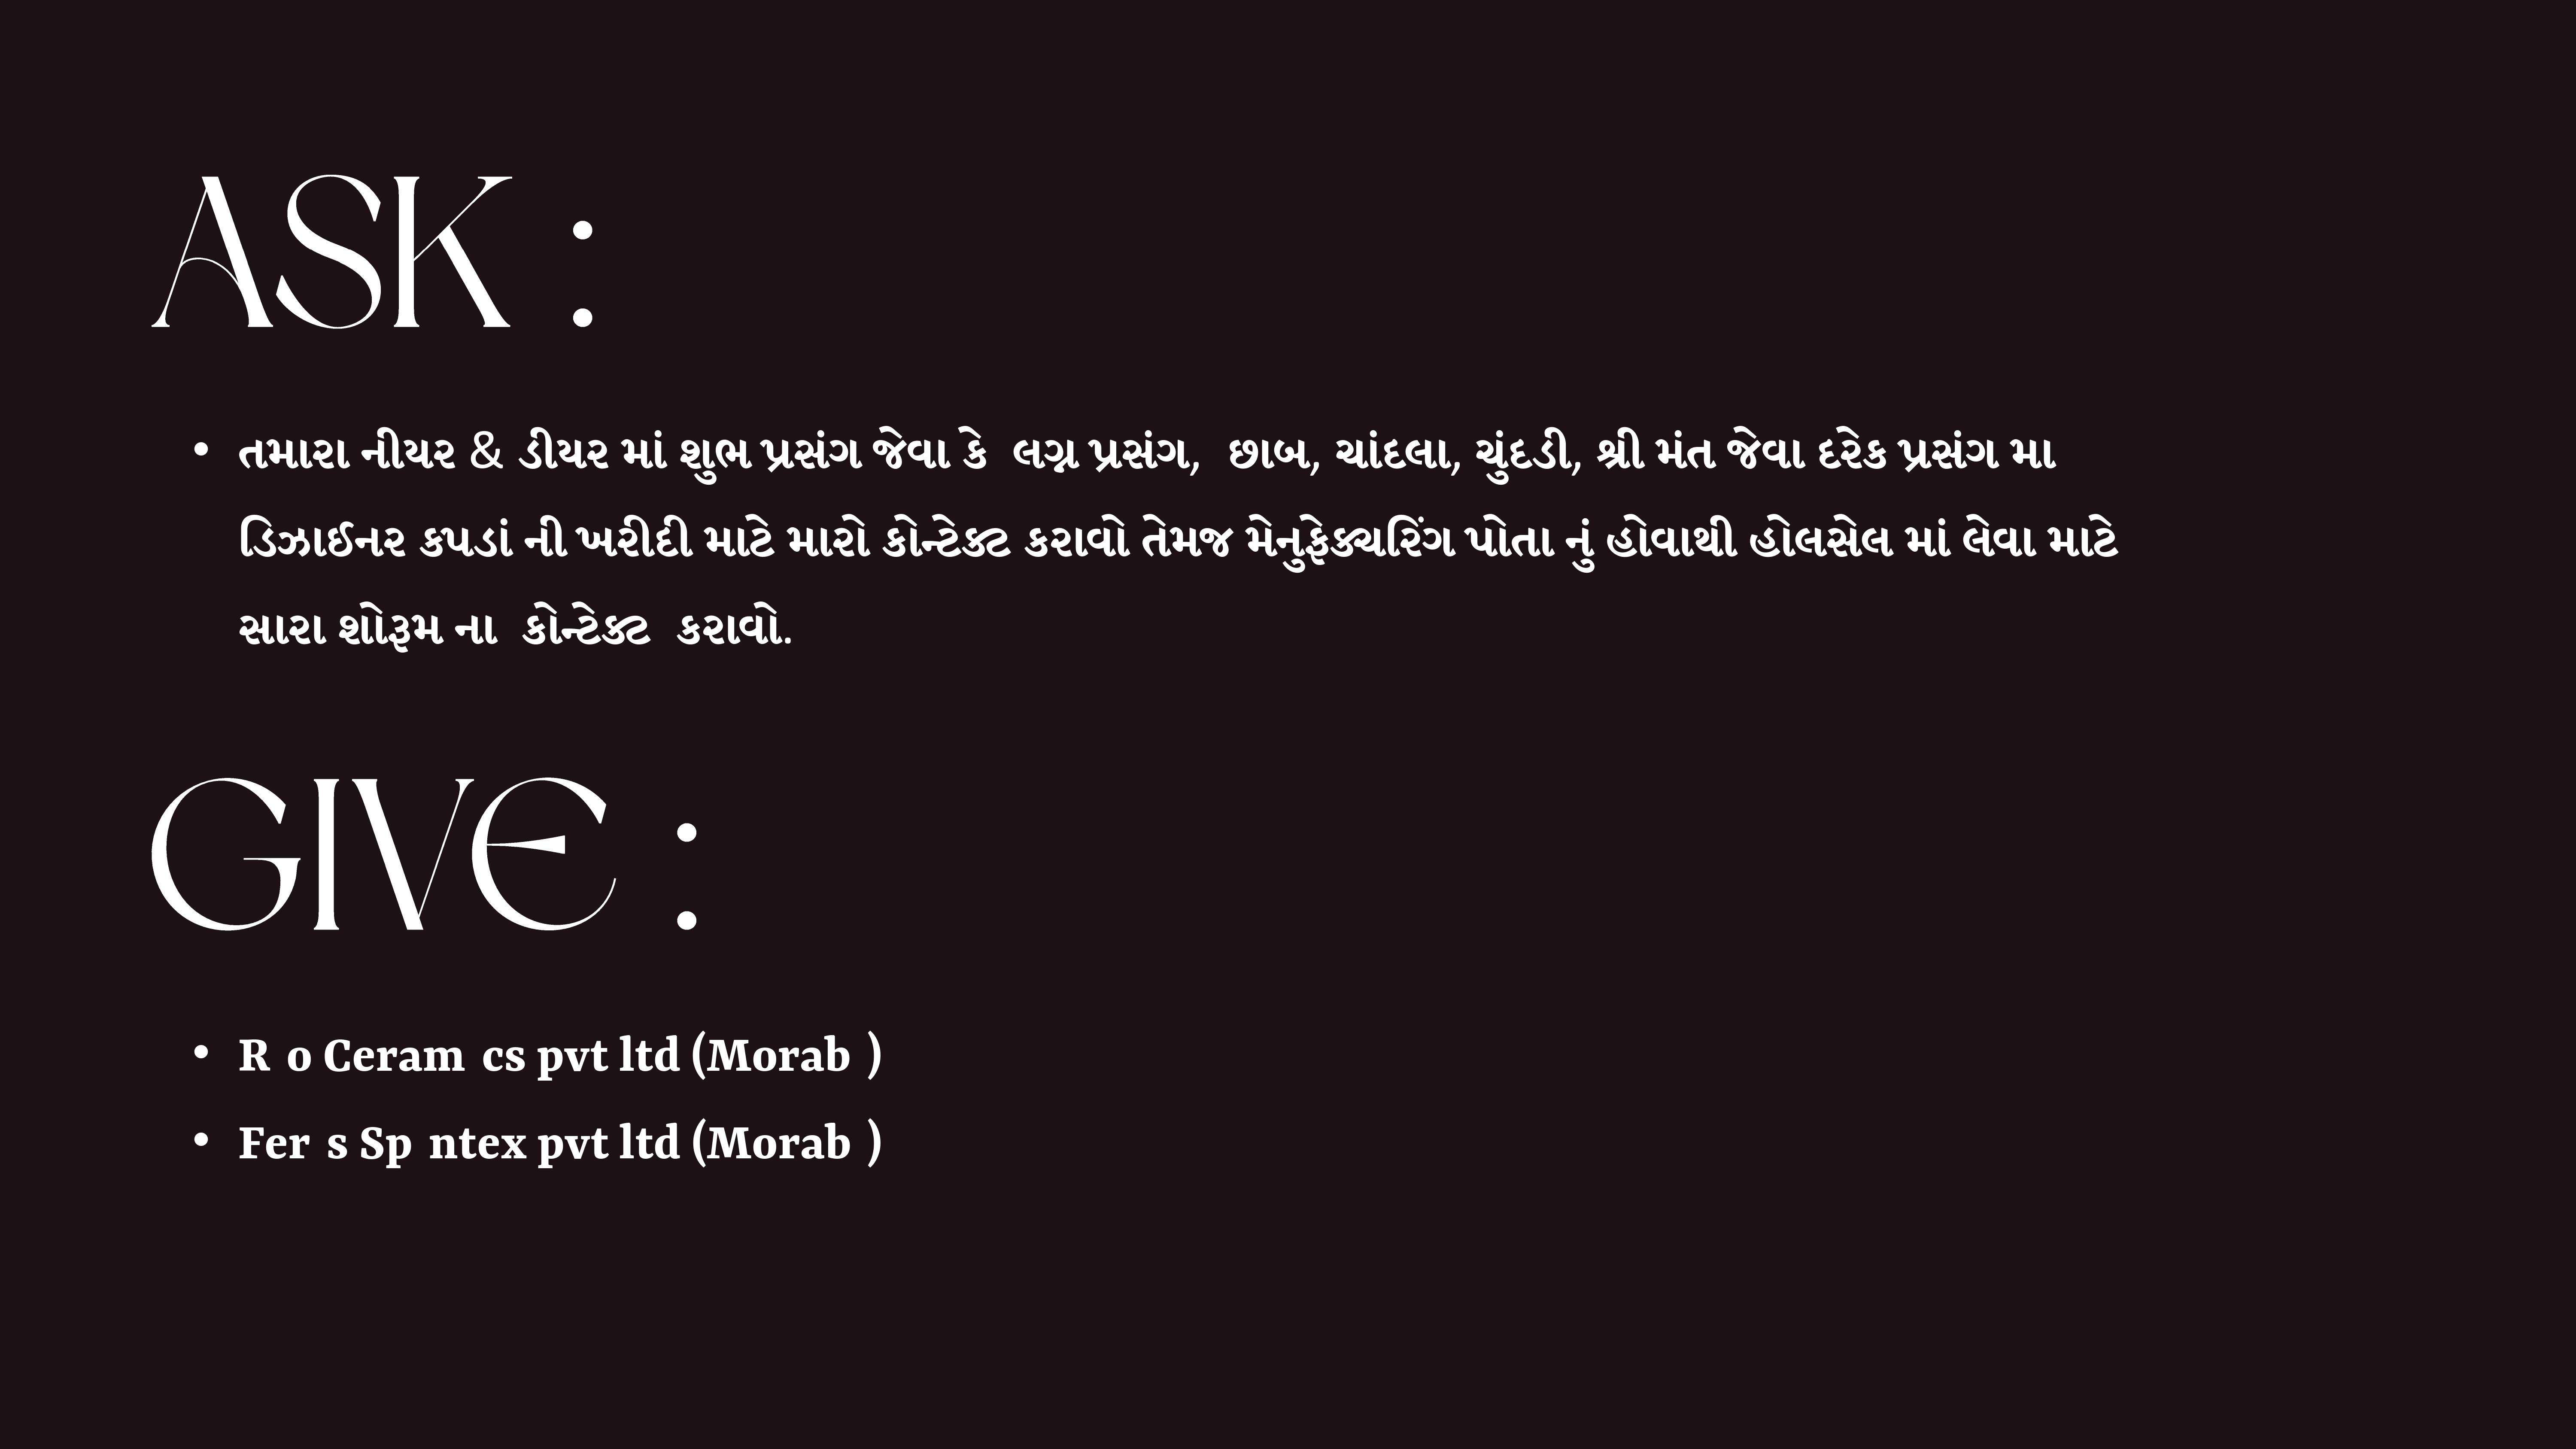 ASK :
• તમારા નીયર & ડીયર માં શુભ પ્રસંગ જેવા કે લગ્ન પ્રસંગ, છાબ, ચાંદલા, ચુંદડી, શ્રી મંત જેવા દરેક પ્રસંગ મા
ડિઝાઈનર કપડાં ની ખરીદી માટે મારો કોન્ટેક્ટ કરાવો તેમજ મેનુફેક્યરિંગ પોતા નું હોવાથી હોલસેલ માં લેવા માટે
સારા શોરૂમ ના કોન્ટેક્ટ કરાવો.
GIVE :
• R o Ceram cs pvt ltd (Morab )
• Fer s Sp ntex pvt ltd (Morab )